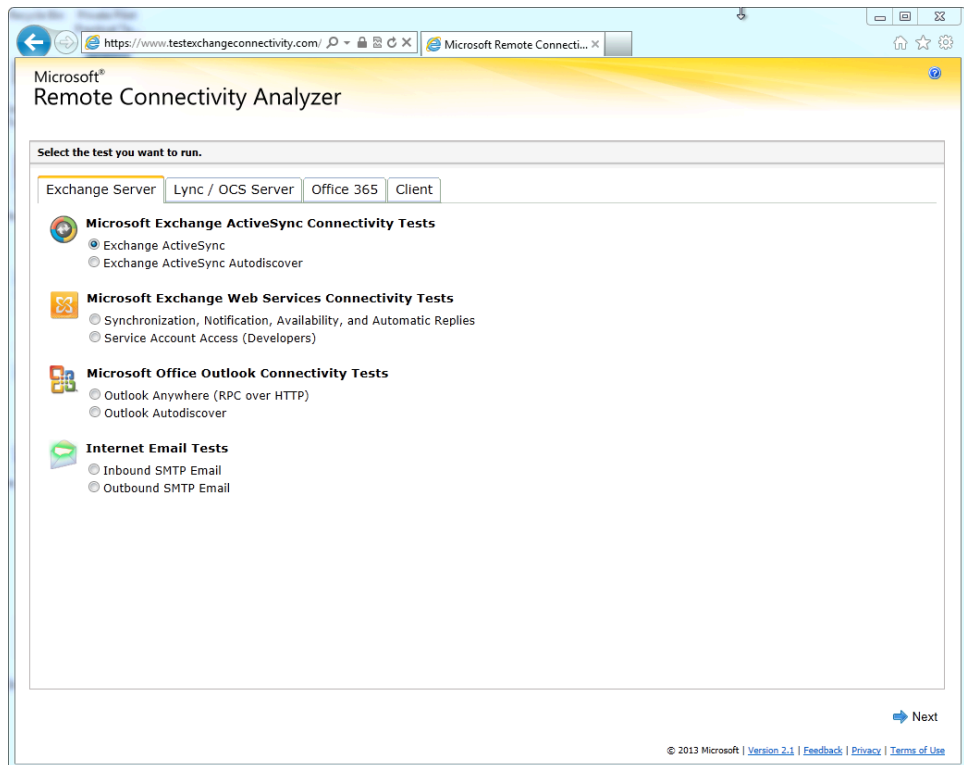 https://www.testexchangeconnectivity.com/
Microsoft Remote Connecti...
Microsoft®
Remote Connectivity Analyzer
Select the test you want to run.
Exchange Server
Lync / OCS Server
Office 365
Client
Microsoft Exchange ActiveSync Connectivity Tests
Exchange ActiveSync
Exchange ActiveSync Autodiscover
Microsoft Exchange Web Services Connectivity Tests
Synchronization, Notification, Availability, and Automatic Replies
Service Account Access (Developers)
Microsoft Office Outlook Connectivity Tests
Outlook Anywhere (RPC over HTTP)
Outlook Autodiscover
Internet Email Tests
Inbound SMTP Email
Outbound SMTP Email
Next
© 2013 Microsoft | Version 2.1 | Feedback | Privacy | Terms of Use